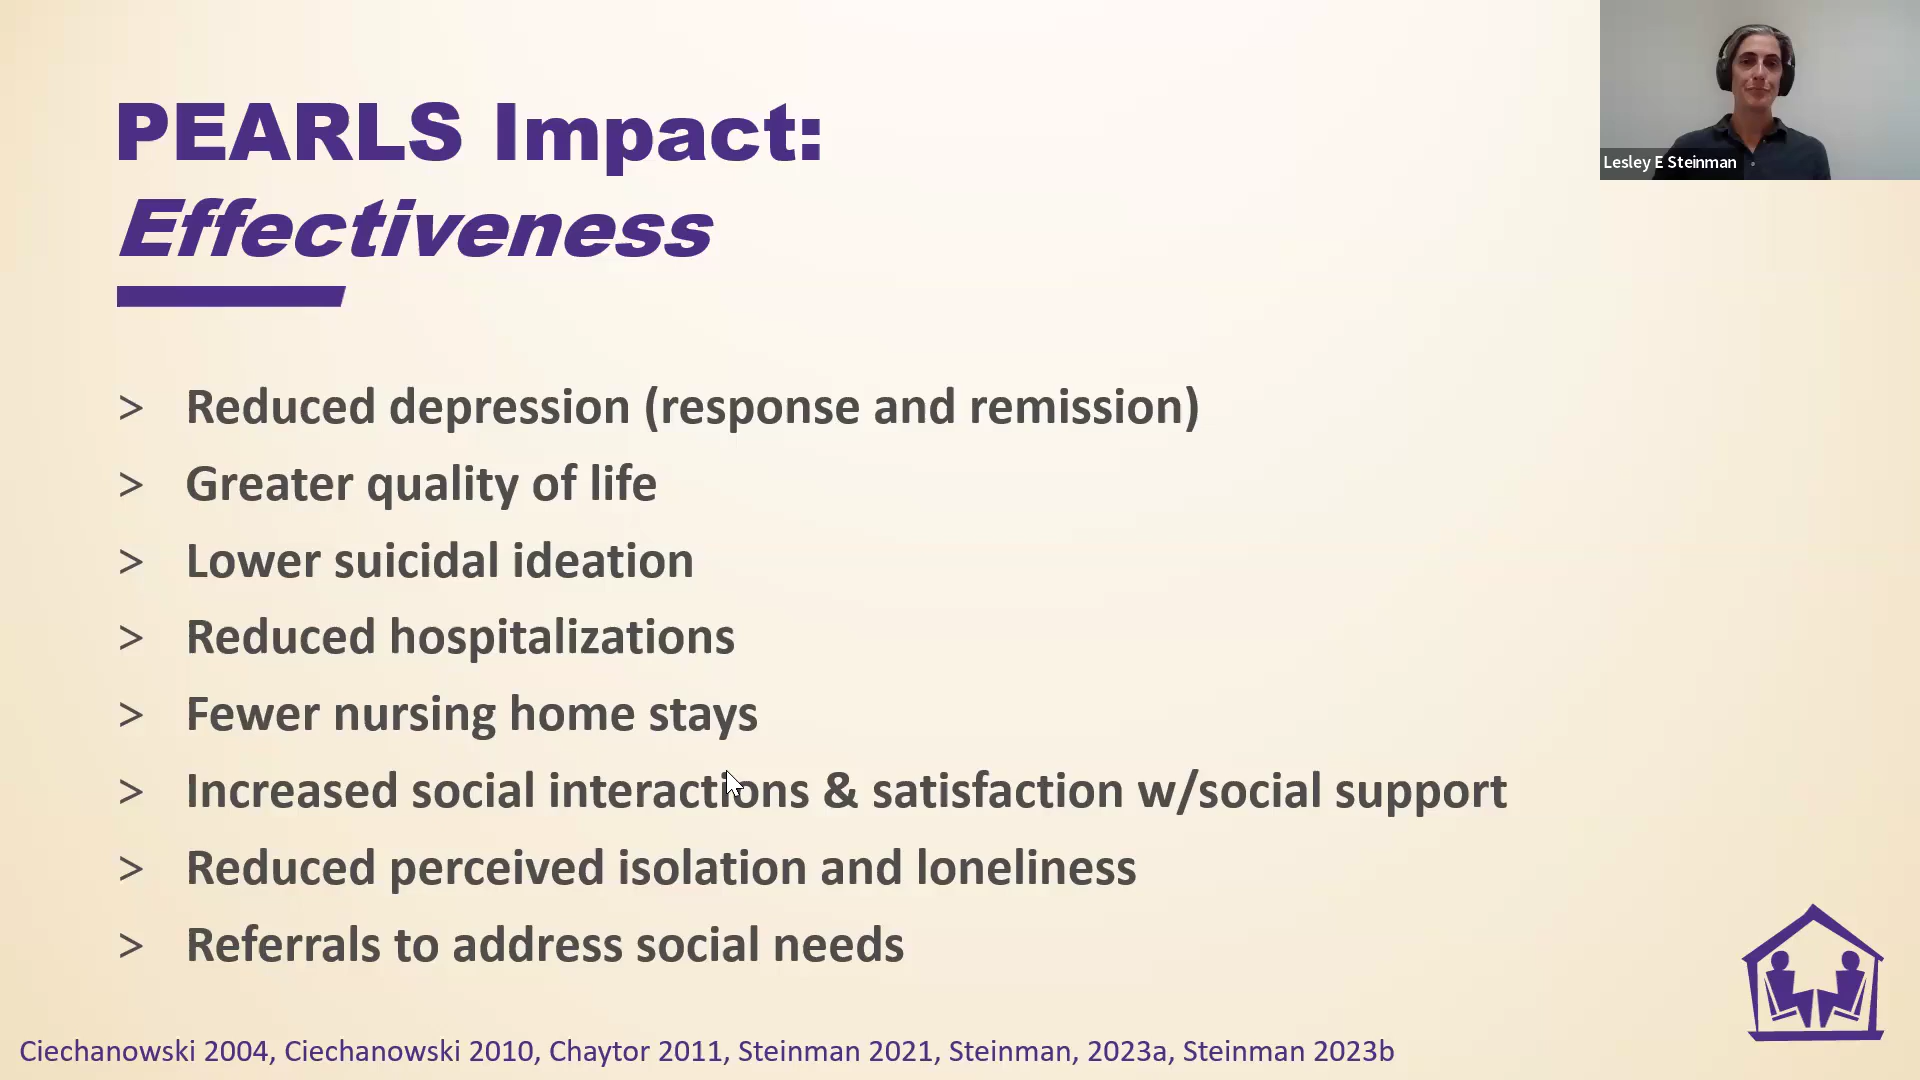 PEARLS Impact:
Effectiveness
Lesley E Steinman
> Reduced depression (response and remission)
> Greater quality of life
> Lower suicidal ideation
> Reduced hospitalizations
> Fewer nursing home stays
> Increased social interactions & satisfaction w/social support
> Reduced perceived isolation and loneliness
> Referrals to address social needs
Ciechanowski 2004, Ciechanowski 2010, Chaytor 2011, Steinman 2021, Steinman, 2023a, Steinman 2023b